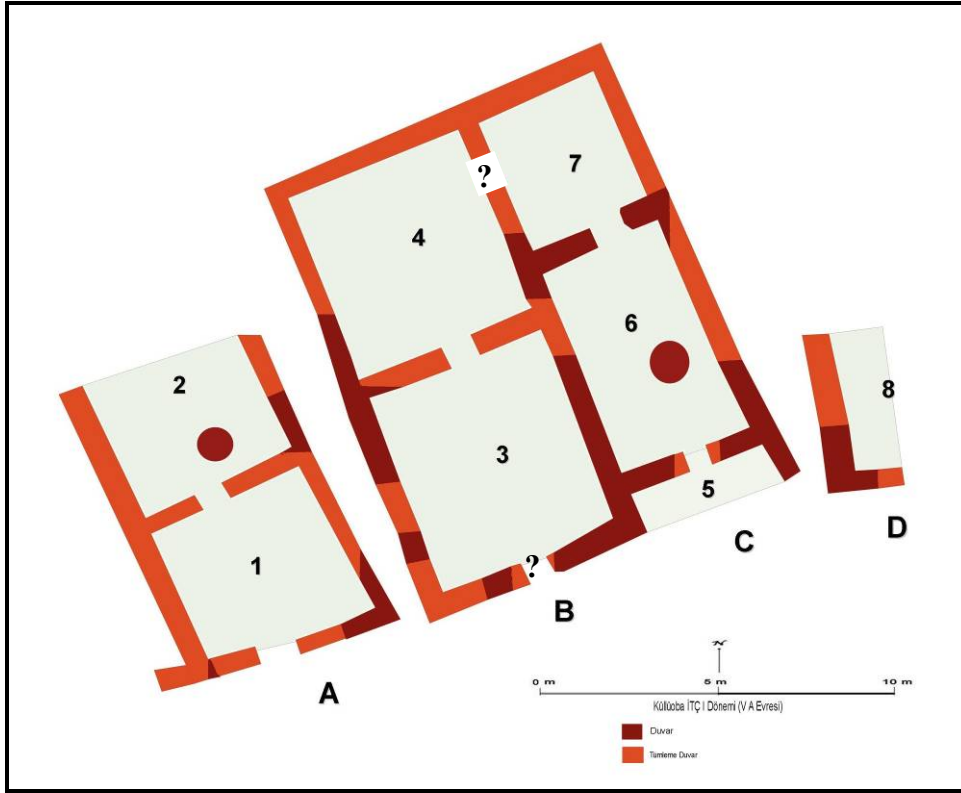 ?
7
4
6
2
8
3
5
1
?
C
D
B
A
N
0 m 5 m 10 m
Küllüoba İTÇ I Dönemi (V A Evresi)
Duvar
Tümleme Duvar